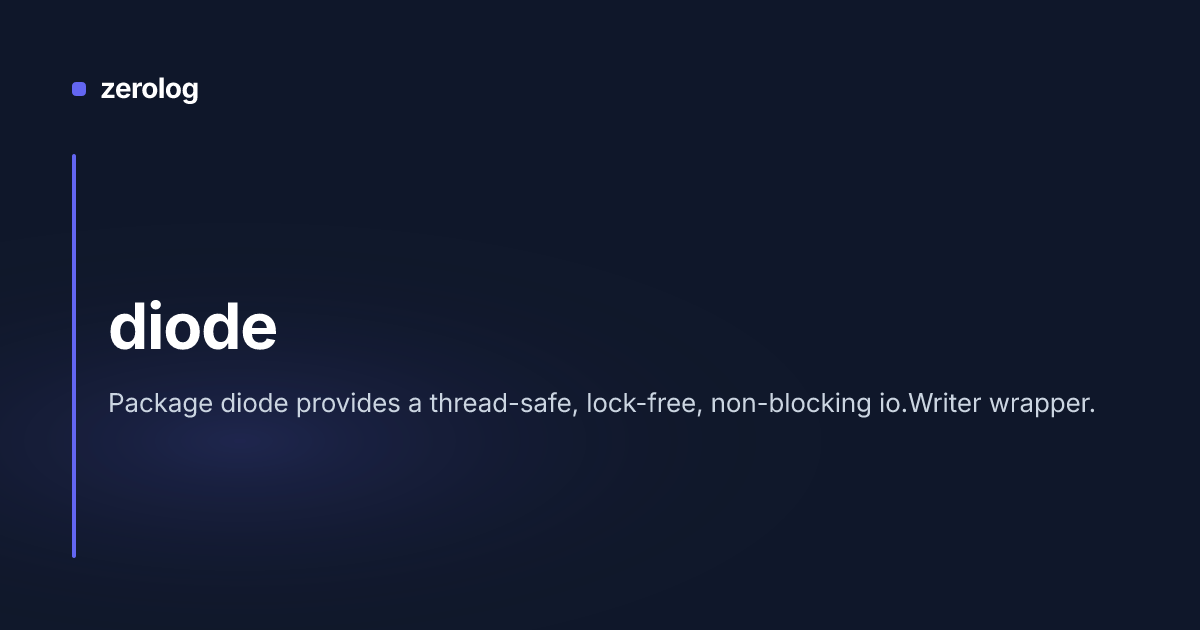 zerolog
diode
Package diode provides a thread-safe, lock-free, non-blocking io.Writer wrapper.